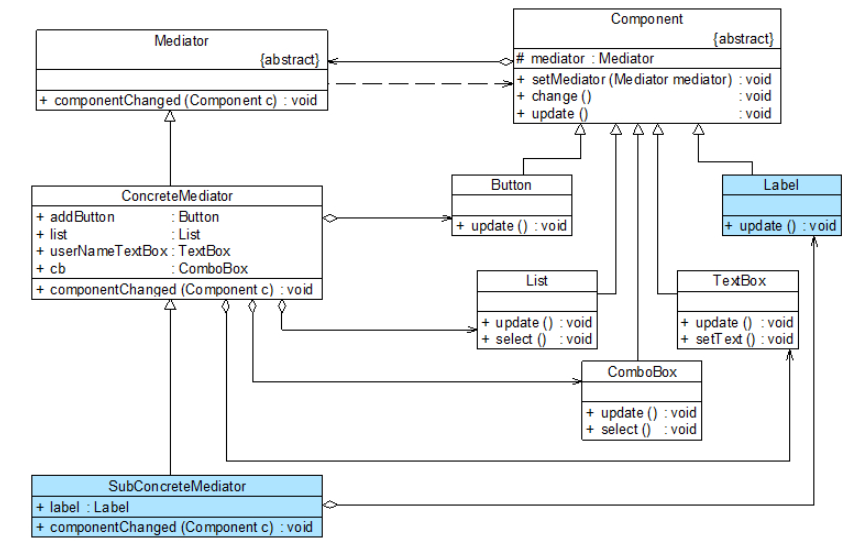 Mediator
{abstract}
+ componentChanged (Component c) : void
Component
{abstract}
# mediator : Mediator
+ setMediator (Mediator mediator) : void
+ change () : void
+ update () : void
ConcreteMediator
+ addButton : Button
+ list : List
+ userNameTextBox : TextBox
+ cb : ComboBox
+ componentChanged (Component c) : void
Button
+ update () : void
Label
+ update () : void
List
+ update () : void
+ select () : void
TextBox
+ update () : void
+ setText () : void
ComboBox
+ update () : void
+ select () : void
SubConcreteMediator
+ label : Label
+ componentChanged (Component c) : void